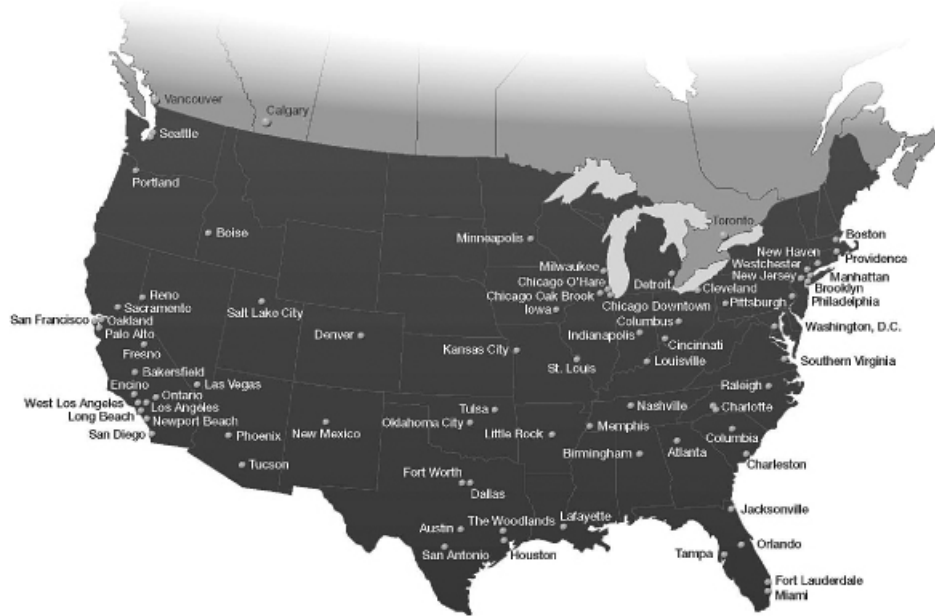 Vancouver
Calgary
Seattle
Portland
Boise
Minneapolis
Toronto
Boston
Milwaukee
New Haven
Providence
Chicago O'Hare
Detroit
Westchester
Manhattan
Chicago Oak Brook
Cleveland
New Jersey
Brooklyn
Reno
Iowa
Chicago Downtown
Pittsburgh
Philadelphia
Sacramento
Salt Lake City
Columbus
San Francisco
Oakland
Denver
Indianapolis
Washington, D.C.
Palo Alto
Cincinnati
Fresno
Kansas City
St. Louis
Louisville
Southern Virginia
Bakersfield
Las Vegas
Raleigh
Encino
Ontario
West Los Angeles
Los Angeles
Tulsa
Nashville
Charlotte
Long Beach
Newport Beach
Oklahoma City
San Diego
Phoenix
New Mexico
Little Rock
Memphis
Columbia
Birmingham
Atlanta
Tucson
Charleston
Fort Worth
Dallas
Jacksonville
Austin
The Woodlands
Lafayette
San Antonio
Houston
Orlando
Tampa
Fort Lauderdale
Miami